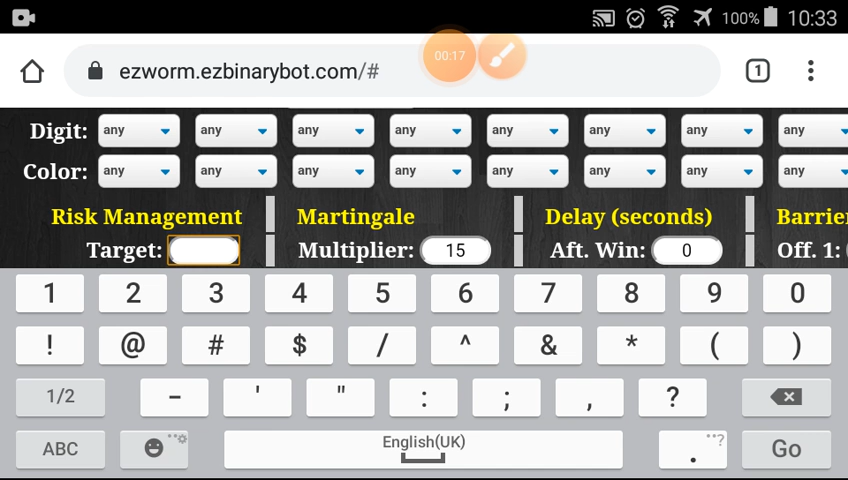 100% 10:33
ezworm.ezbinarybot.com/# 00:17 1
Digit: any any any any any any any any
Color: any any any any any any any any
Risk Management Martingale Delay (seconds) Barrie
Target: Multiplier: 15 Aft. Win: 0 Off. 1:
1 2 3 4 5 6 7 8 9 0
! @ # $ / ^ & * ( )
1/2 - ' " : ; , ?
ABC English(UK) . ? Go